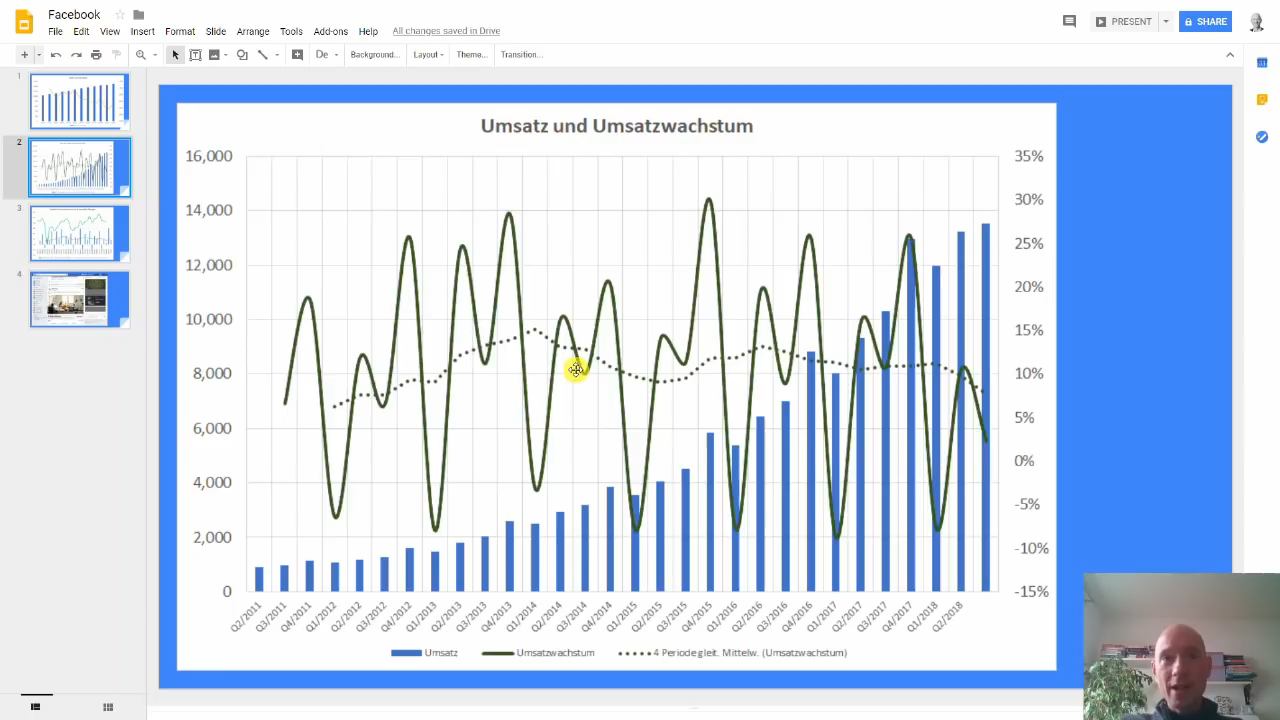 Facebook
File Edit View Insert Format Slide Arrange Tools Add-ons Help All changes saved in Drive
PRESENT SHARE
De Background... Layout Theme... Transition...
1
2
3
4
Umsatz und Umsatzwachstum
16,000 35%
14,000 30%
12,000 25%
10,000 20%
8,000 15%
6,000 10%
4,000 5%
2,000 0%
0 -5%
-10%
-15%
Q2/2011 Q3/2011 Q4/2011 Q1/2012 Q2/2012 Q3/2012 Q4/2012 Q1/2013 Q2/2013 Q3/2013 Q4/2013 Q1/2014 Q2/2014 Q3/2014 Q4/2014 Q1/2015 Q2/2015 Q3/2015 Q4/2015 Q1/2016 Q2/2016 Q3/2016 Q4/2016 Q1/2017 Q2/2017 Q3/2017 Q4/2017 Q1/2018 Q2/2018
Umsatz Umsatzwachstum 4 Periode gleit. Mittelw. (Umsatzwachstum)